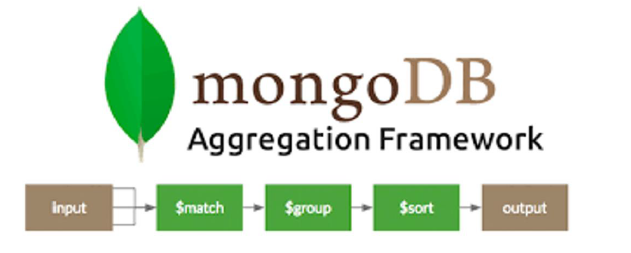 mongoDB
Aggregation Framework
input $match $group $sort output